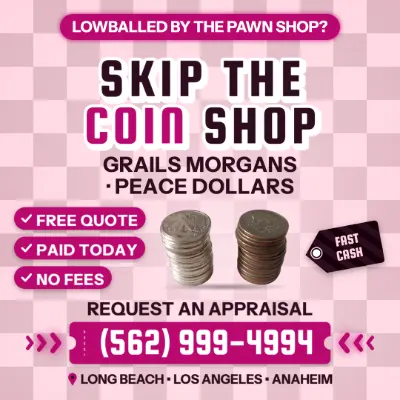 LOWBALLED BY THE PAWN SHOP?
SKIP THE
COIN SHOP
GRAILS MORGANS
· PEACE DOLLARS
✓ FREE QUOTE
✓ PAID TODAY
✓ NO FEES
FAST
CASH
REQUEST AN APPRAISAL
(562) 999-4994
LONG BEACH • LOS ANGELES • ANAHEIM